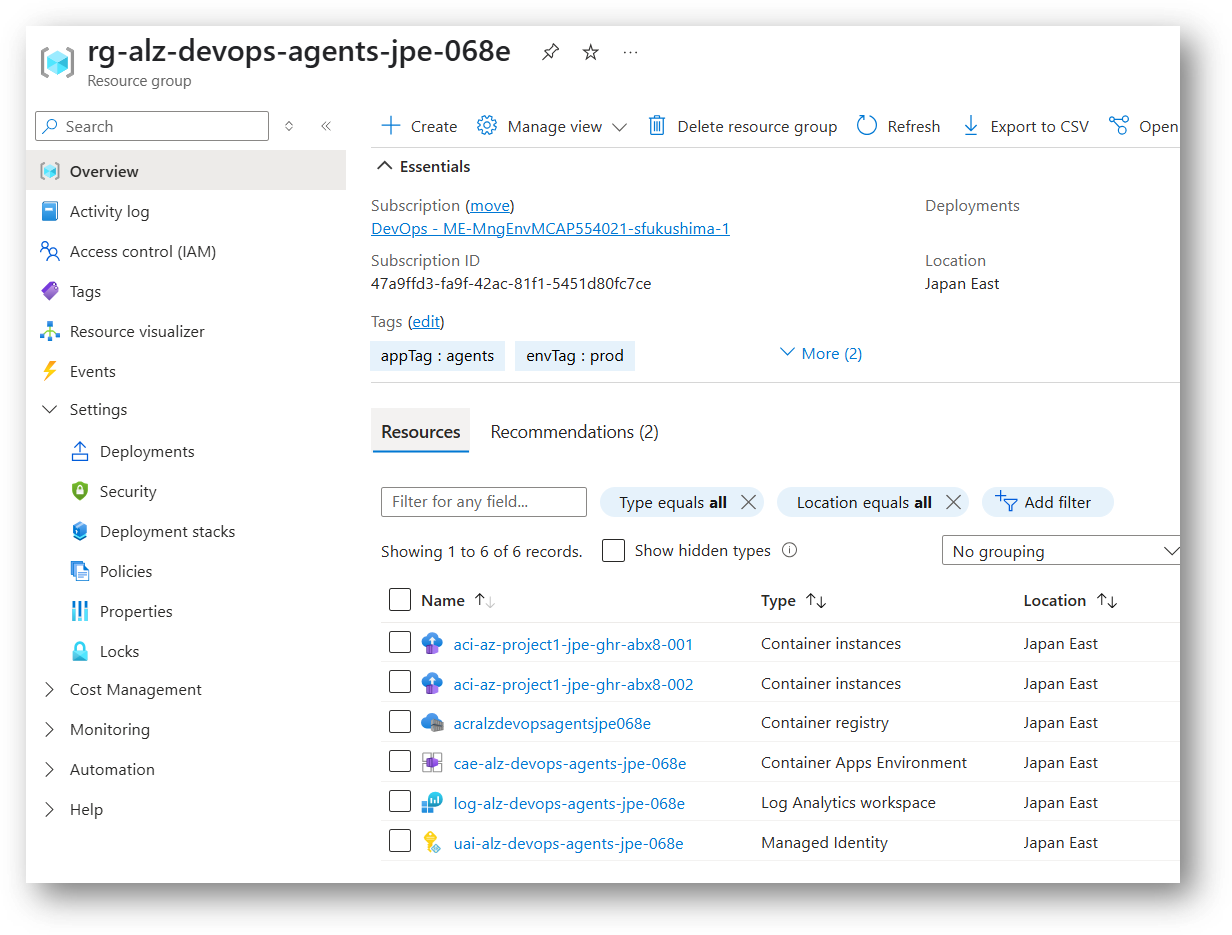 rg-alz-devops-agents-jpe-068e
Resource group
Search
Overview
Activity log
Access control (IAM)
Tags
Resource visualizer
Events
Settings
Deployments
Security
Deployment stacks
Policies
Properties
Locks
Cost Management
Monitoring
Automation
Help
Create Manage view Delete resource group Refresh Export to CSV Open
Essentials
Subscription (move) Deployments
DevOps - ME-MngEnvMCAP554021-sfukushima-1
Subscription ID Location
47a9ffd3-fa9f-42ac-81f1-5451d80fc7ce Japan East
Tags (edit)
appTag : agents envTag : prod More (2)
Resources Recommendations (2)
Filter for any field... Type equals all Location equals all Add filter
Showing 1 to 6 of 6 records. Show hidden types No grouping
Name Type Location
aci-az-project1-jpe-ghr-abx8-001 Container instances Japan East
aci-az-project1-jpe-ghr-abx8-002 Container instances Japan East
acralzdevopsagentsjpe068e Container registry Japan East
cae-alz-devops-agents-jpe-068e Container Apps Environment Japan East
log-alz-devops-agents-jpe-068e Log Analytics workspace Japan East
uai-alz-devops-agents-jpe-068e Managed Identity Japan East